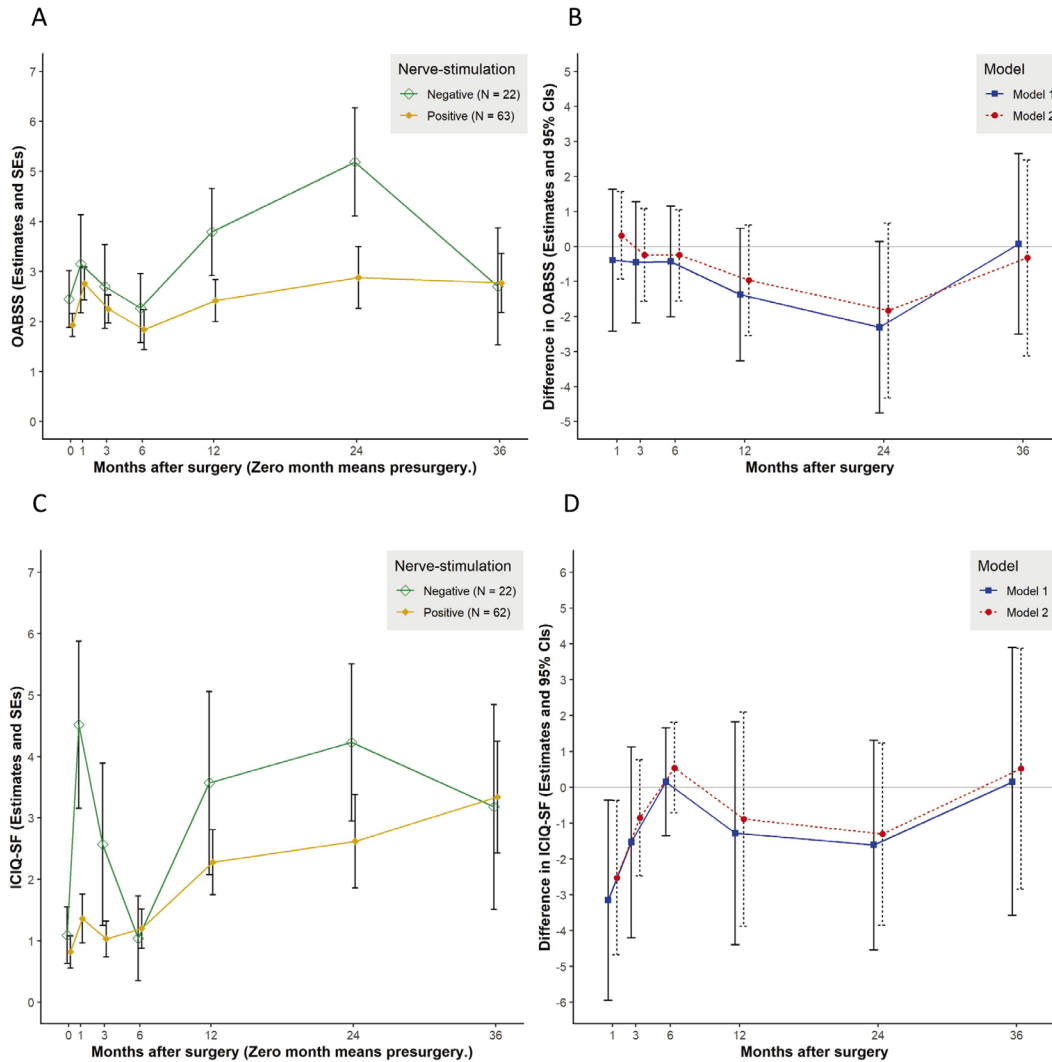 A
OABSS (Estimates and SEs)
7
6
5
4
3
2
1
0
Nerve-stimulation
Negative (N = 22)
Positive (N = 63)
0 1 3 6 12 24 36
Months after surgery (Zero month means presurgery.)
B
Difference in OABSS (Estimates and 95% CIs)
5
4
3
2
1
0
-1
-2
-3
-4
-5
Model
Model 1
Model 2
1 3 6 12 24 36
Months after surgery
C
ICIQ-SF (Estimates and SEs)
7
6
5
4
3
2
1
0
Nerve-stimulation
Negative (N = 22)
Positive (N = 62)
0 1 3 6 12 24 36
Months after surgery (Zero month means presurgery.)
D
Difference in ICIQ-SF (Estimates and 95% CIs)
6
5
4
3
2
1
0
-1
-2
-3
-4
-5
-6
Model
Model 1
Model 2
1 3 6 12 24 36
Months after surgery